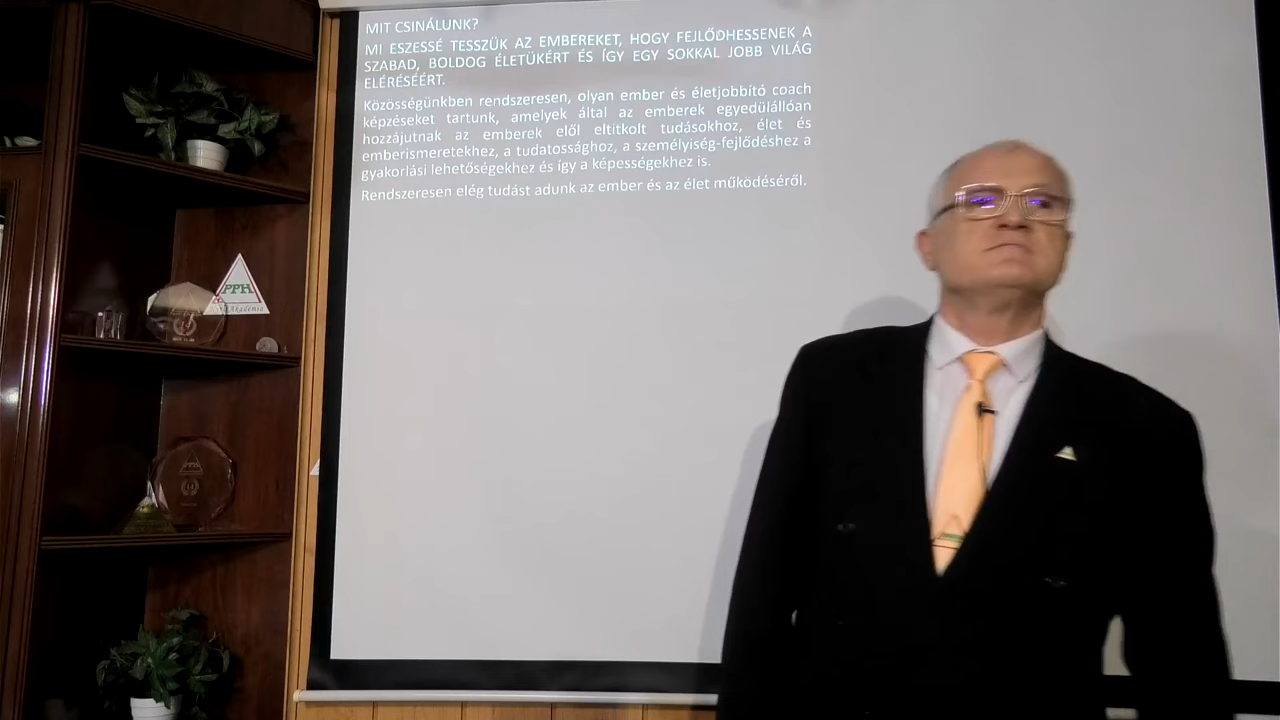 MIT CSINÁLUNK?
MI ESZESSÉ TESSZÜK AZ EMBEREKET, HOGY FEJLŐDHESSENEK A
SZABAD, BOLDOG ÉLETÜKÉRT ÉS ÍGY EGY SOKKAL JOBB VILÁG
ELÉRÉSÉÉRT.
Közösségünkben rendszeresen, olyan ember és életjobbító coach
képzéseket tartunk, amelyek által az emberek egyedülállóan
hozzájutnak az emberek elől eltitkolt tudásokhoz, élet és
emberismeretekhez, a tudatossághoz, a személyiség-fejlődéshez a
gyakorlási lehetőségekhez és így a képességekhez is.
Rendszeresen elég tudást adunk az ember és az élet működéséről.
PPH
Akadémia